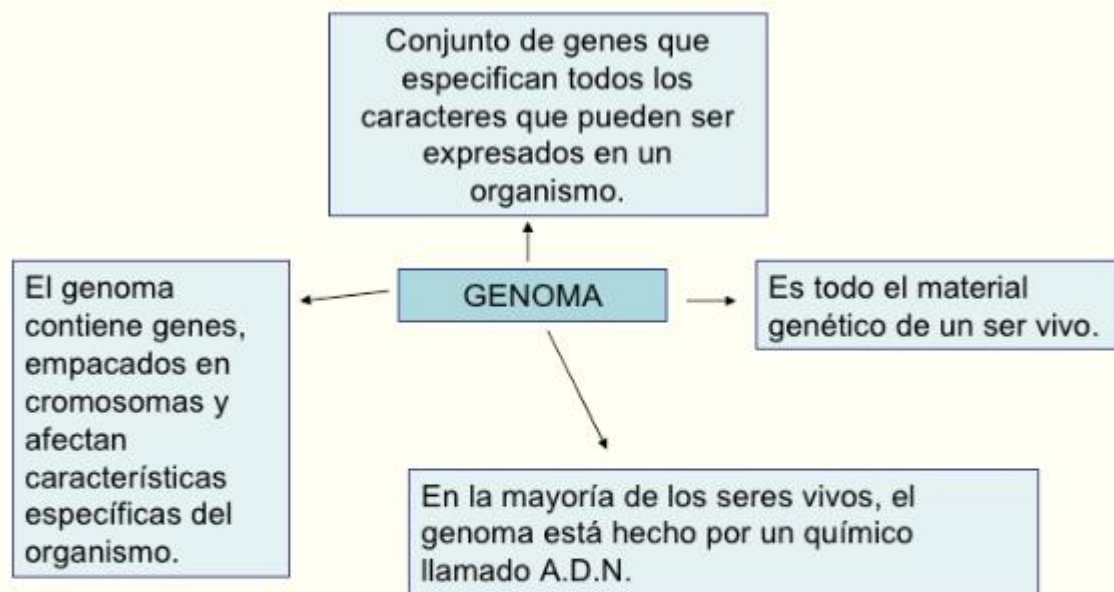 Conjunto de genes que
especifican todos los
caracteres que pueden ser
expresados en un
organismo.
El genoma
contiene genes,
empacados en
cromosomas y
afectan
características
específicas del
organismo.
GENOMA
Es todo el material
genético de un ser vivo.
En la mayoría de los seres vivos, el
genoma está hecho por un químico
llamado A.D.N.